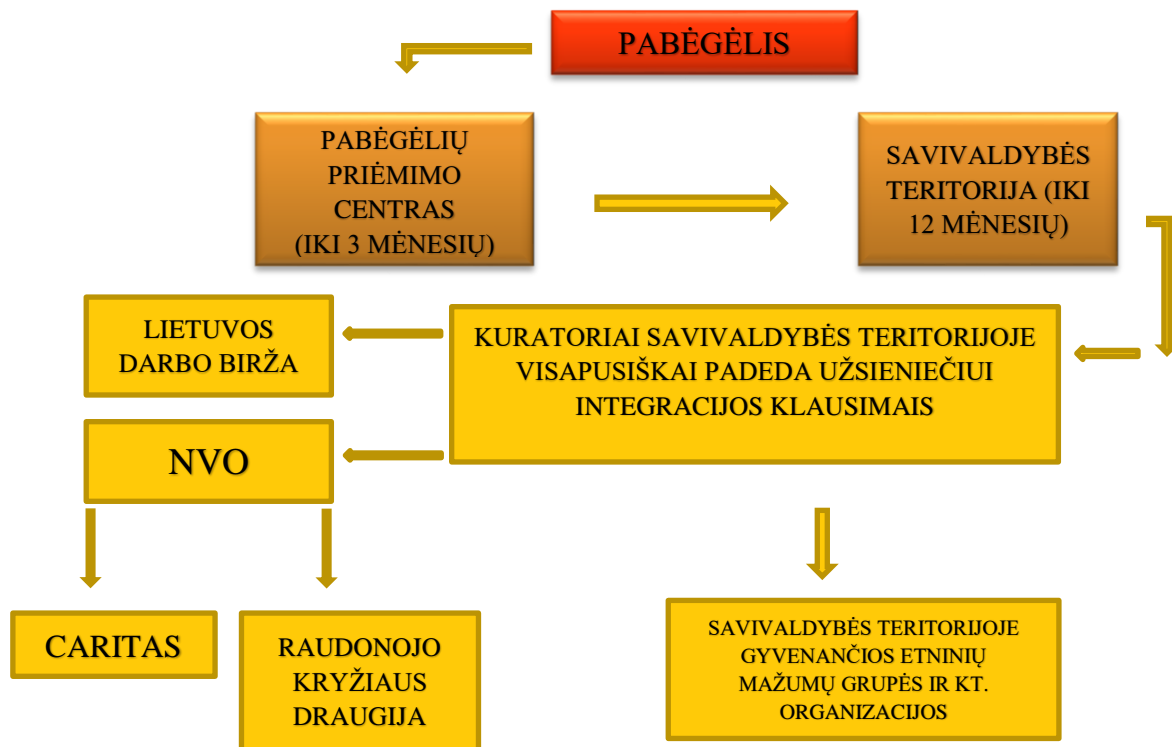 PABĖGĖLIS
PABĖGĖLIŲ
PRIĖMIMO
CENTRAS
(IKI 3 MĖNESIŲ)
SAVIVALDYBĖS
TERITORIJA (IKI
12 MĖNESIŲ)
LIETUVOS
DARBO BIRŽA
KURATORIAI SAVIVALDYBĖS TERITORIJOJE
VISAPUSIŠKAI PADEDA UŽSIENIEČIUI
INTEGRACIJOS KLAUSIMAIS
NVO
CARITAS
RAUDONOJO
KRYŽIAUS
DRAUGIJA
SAVIVALDYBĖS TERITORIJOJE
GYVENANČIOS ETNINIŲ
MAŽUMŲ GRUPĖS IR KT.
ORGANIZACIJOS